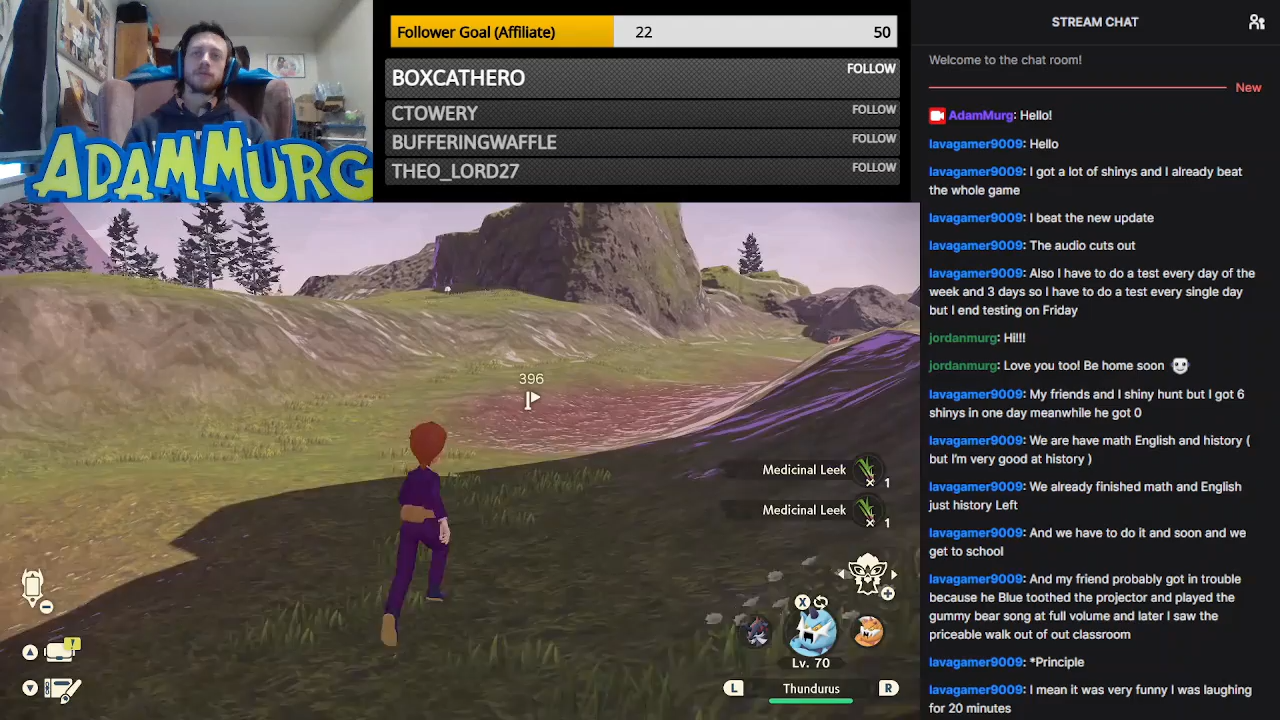 ADAMMURG
Follower Goal (Affiliate) 22 50
BOXCATHERO FOLLOW
CTOWERY FOLLOW
BUFFERINGWAFFLE FOLLOW
THEO_LORD27 FOLLOW
396
Medicinal Leek × 1
Medicinal Leek × 1
X
Lv. 70
L Thundurus R
STREAM CHAT
Welcome to the chat room!
New
AdamMurg: Hello!
lavagamer9009: Hello
lavagamer9009: I got a lot of shinys and I already beat
the whole game
lavagamer9009: I beat the new update
lavagamer9009: The audio cuts out
lavagamer9009: Also I have to do a test every day of the
week and 3 days so I have to do a test every single day
but I end testing on Friday
jordanmurg: Hi!!!
jordanmurg: Love you too! Be home soon
lavagamer9009: My friends and I shiny hunt but I got 6
shinys in one day meanwhile he got 0
lavagamer9009: We are have math English and history (
but I'm very good at history )
lavagamer9009: We already finished math and English
just history Left
lavagamer9009: And we have to do it and soon and we
get to school
lavagamer9009: And my friend probably got in trouble
because he Blue toothed the projector and played the
gummy bear song at full volume and later I saw the
priceable walk out of out classroom
lavagamer9009: *Principle
lavagamer9009: I mean it was very funny I was laughing
for 20 minutes